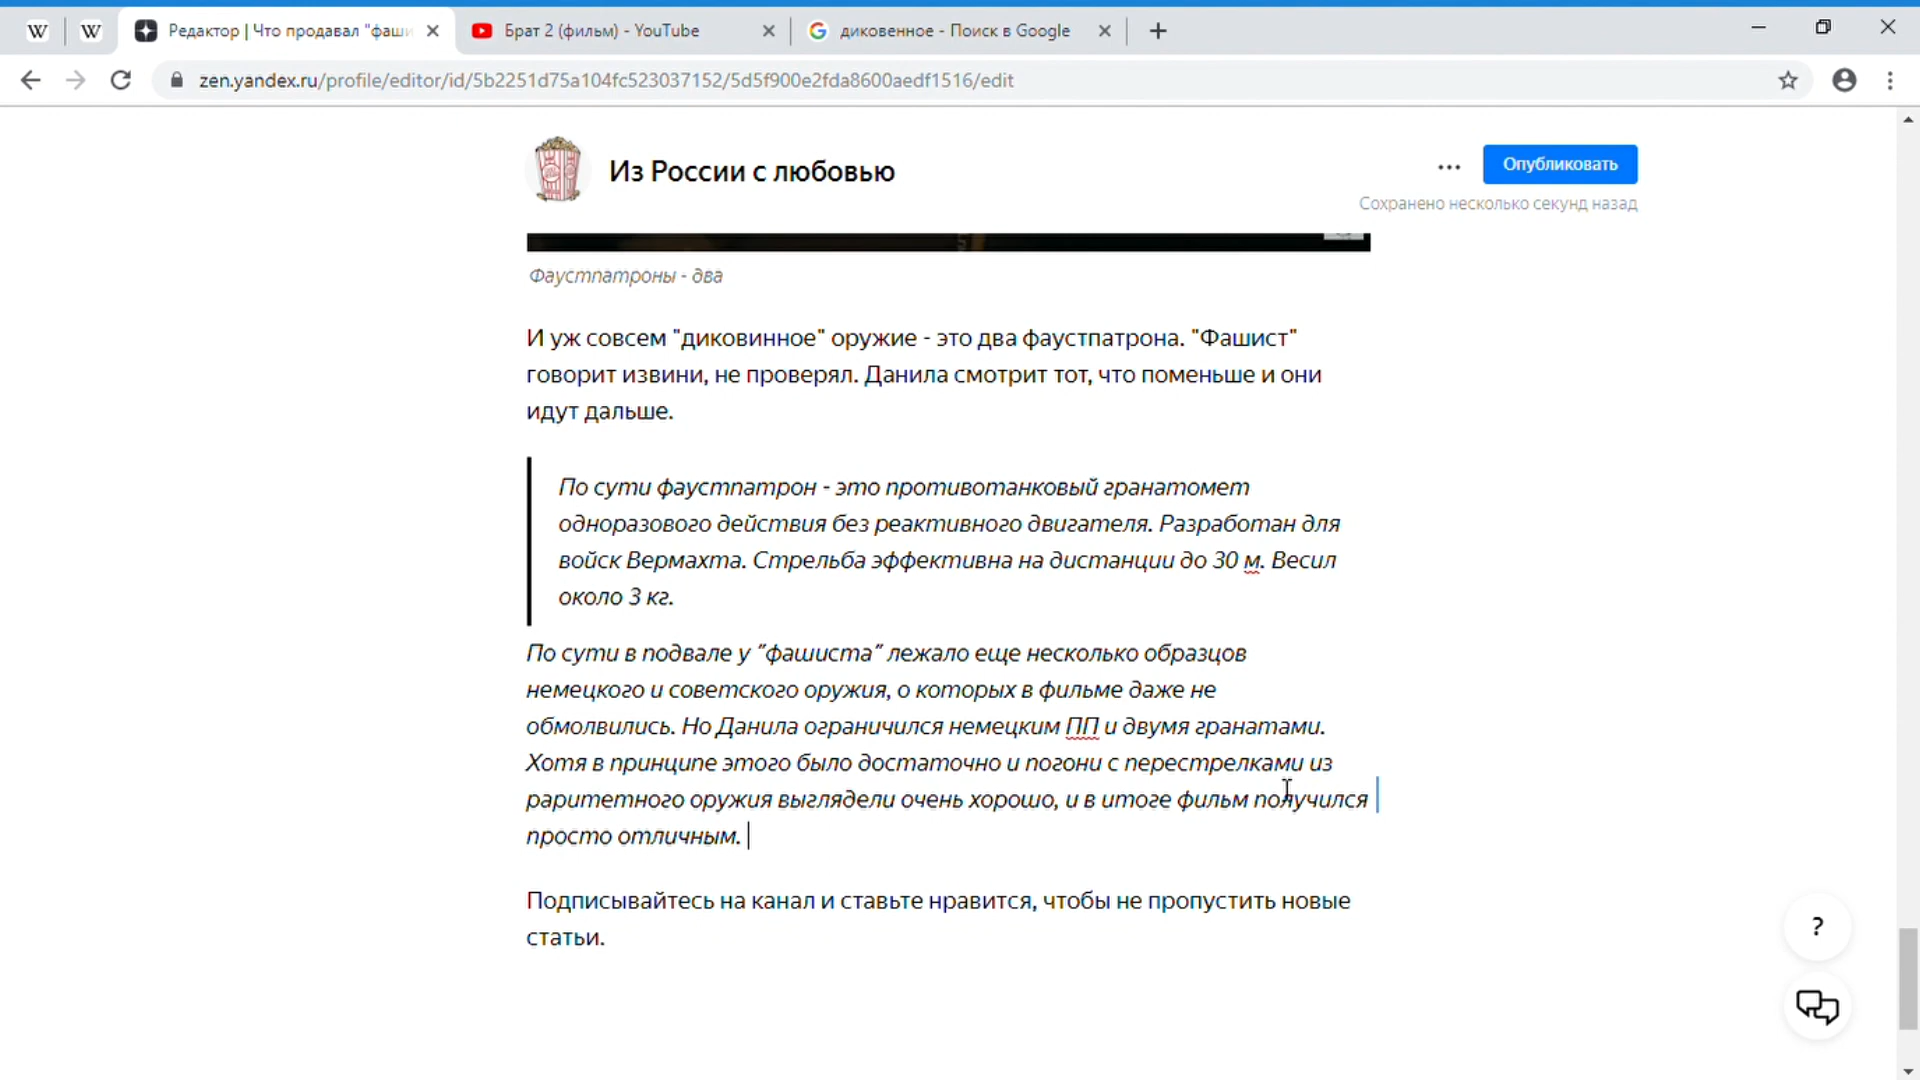 W
W
Редактор | Что продавал "фаши
Брат 2 (фильм) - YouTube
диковенное - Поиск в Google
zen.yandex.ru/profile/editor/id/5b2251d75a104fc523037152/5d5f900e2fda8600aedf1516/edit
Из России с любовью
Опубликовать
Сохранено несколько секунд назад
Фаустпатроны - два
И уж совсем "диковинное" оружие - это два фаустпатрона. "Фашист"
говорит извини, не проверял. Данила смотрит тот, что поменьше и они
идут дальше.
По сути фаустпатрон - это противотанковый гранатомет
одноразового действия без реактивного двигателя. Разработан для
войск Вермахта. Стрельба эффективна на дистанции до 30 м. Весил
около 3 кг.
По сути в подвале у "фашиста" лежало еще несколько образцов
немецкого и советского оружия, о которых в фильме даже не
обмолвились. Но Данила ограничился немецким ПП и двумя гранатами.
Хотя в принципе этого было достаточно и погони с перестрелками из
раритетного оружия выглядели очень хорошо, и в итоге фильм получился
просто отличным.
Подписывайтесь на канал и ставьте нравится, чтобы не пропустить новые
статьи.
?